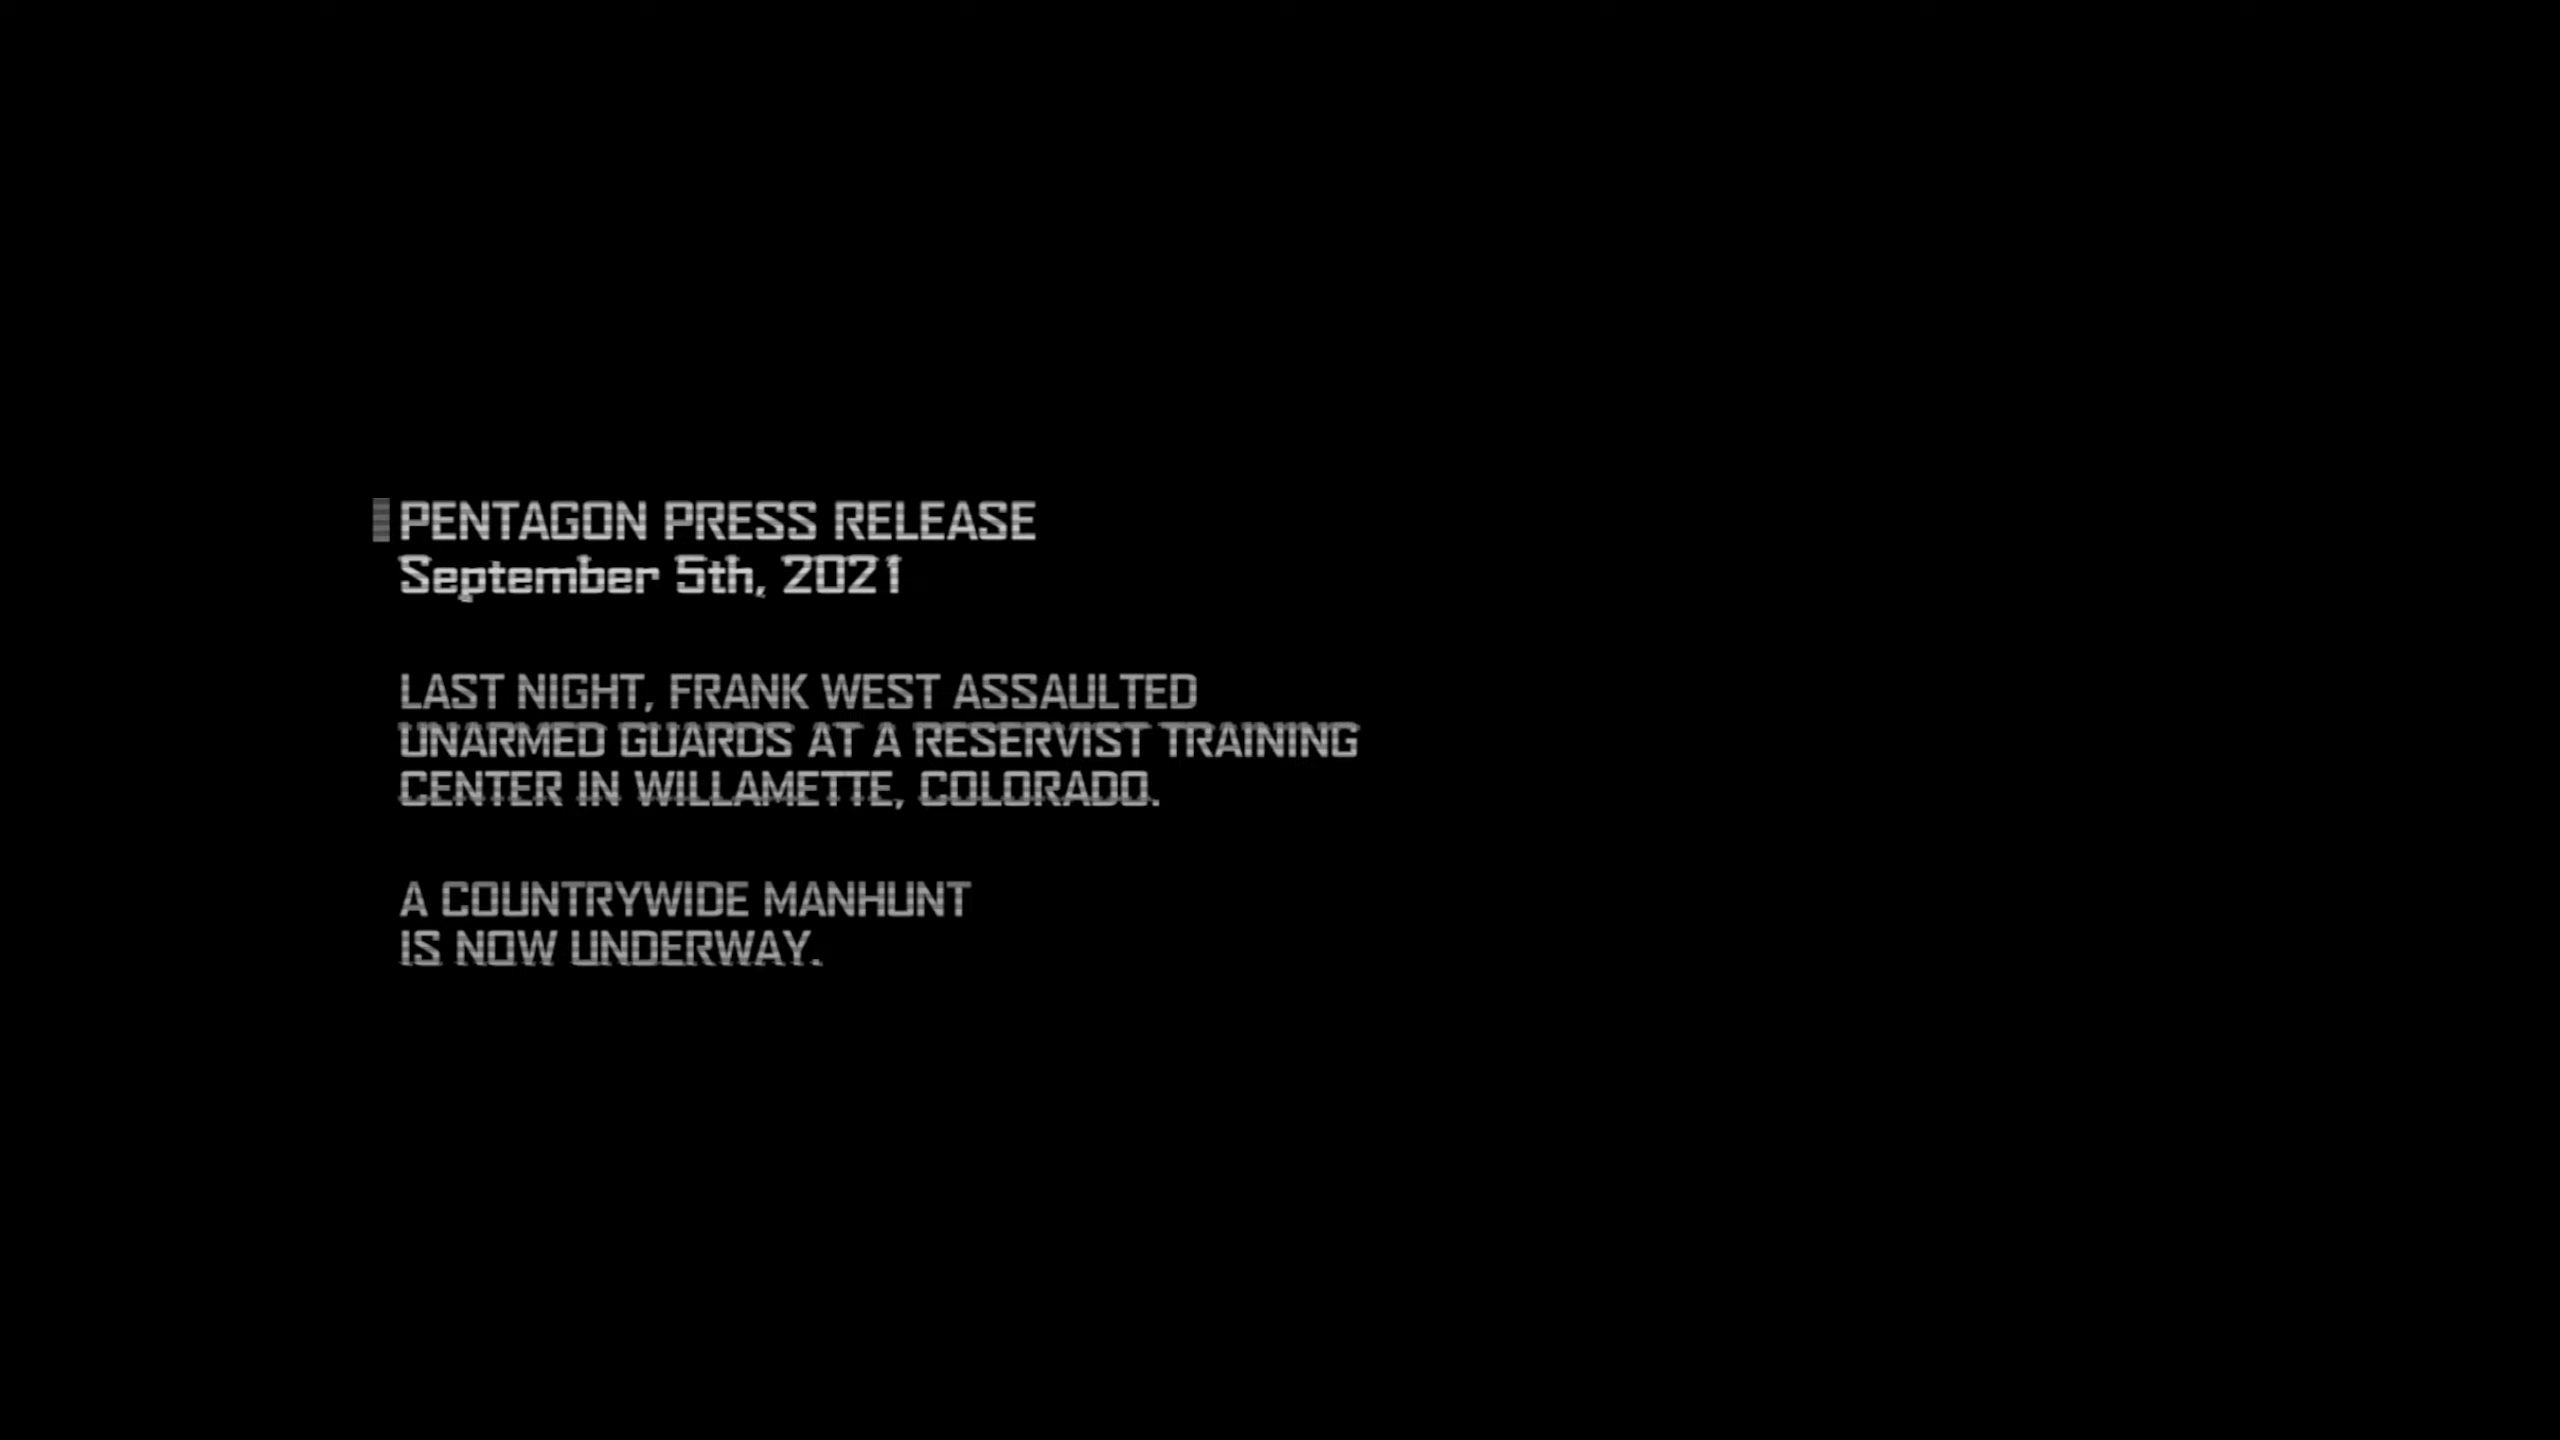 PENTAGON PRESS RELEASE
September 5th, 2021
LAST NIGHT, FRANK WEST ASSAULTED
UNARMED GUARDS AT A RESERVIST TRAINING
CENTER IN WILLAMETTE, COLORADO.
A COUNTRYWIDE MANHUNT
IS NOW UNDERWAY.